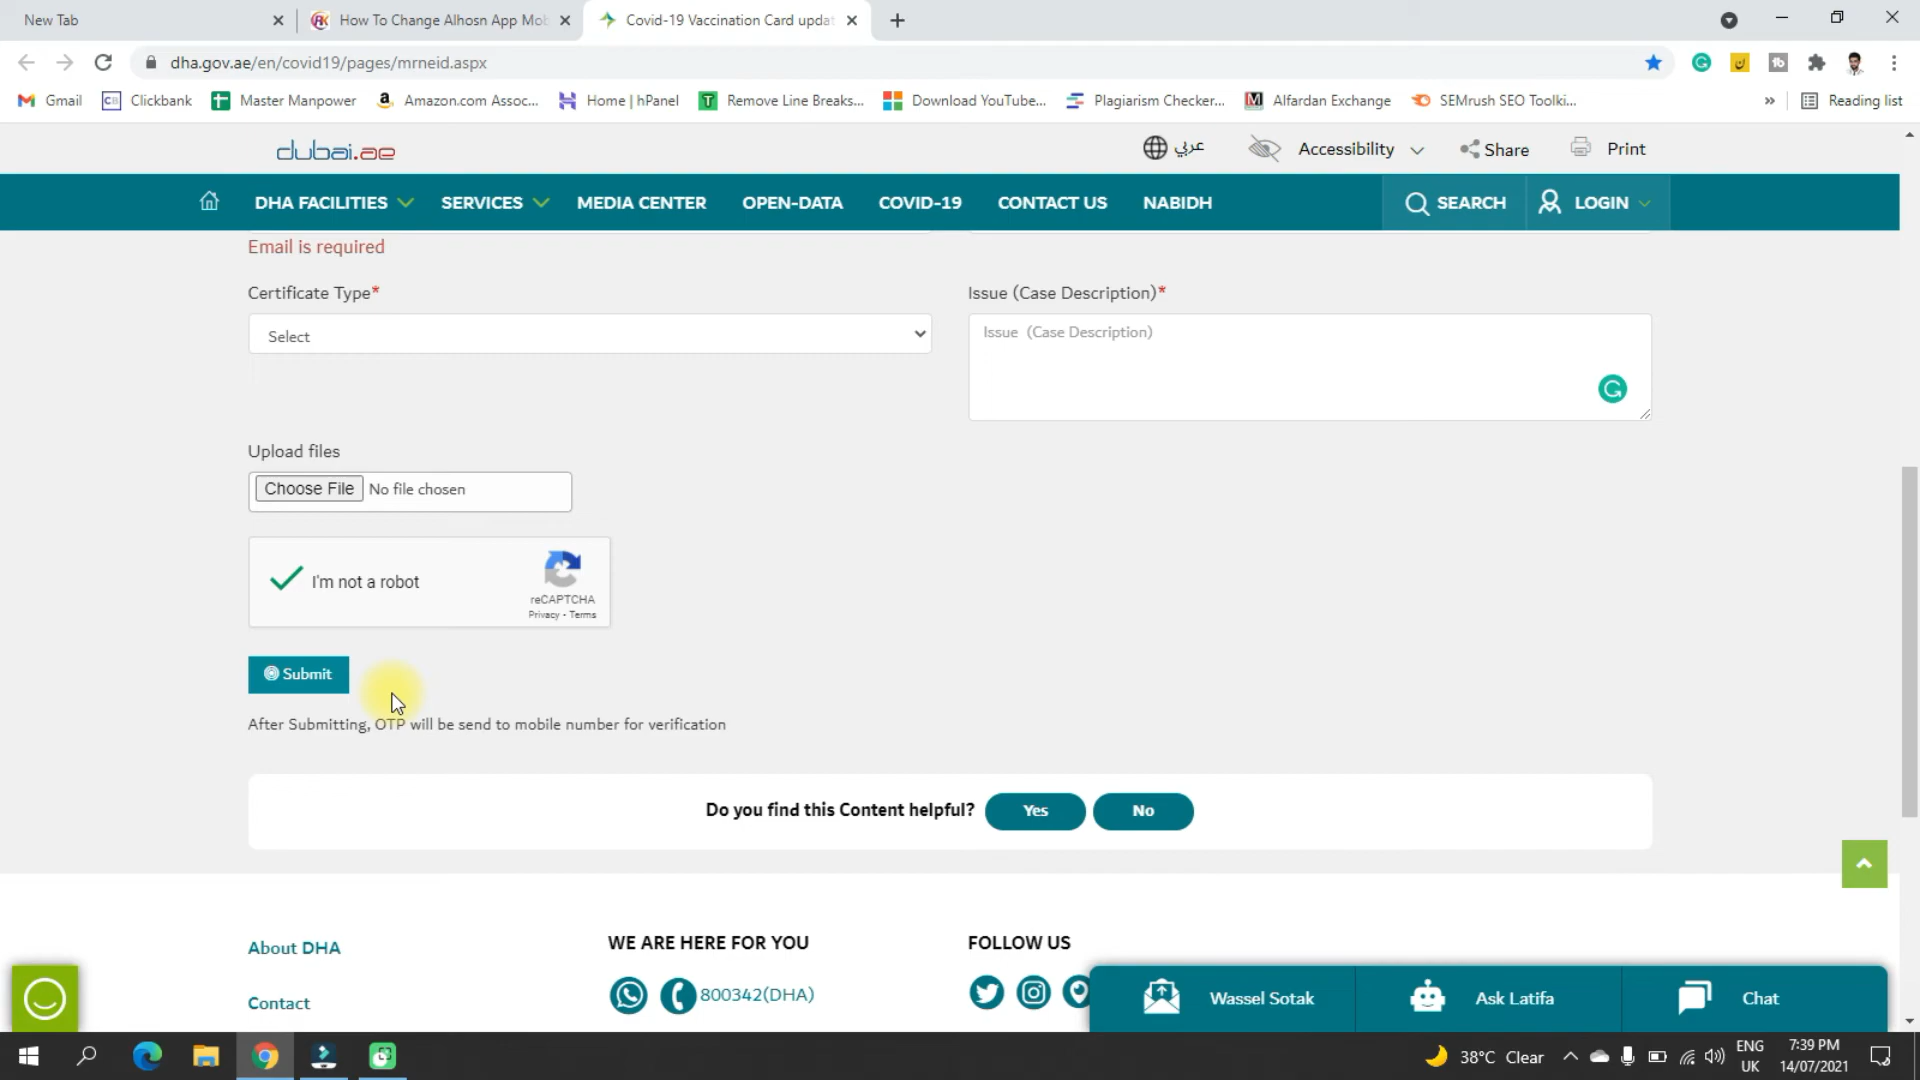 New Tab
How To Change Alhosn App Mob
Covid-19 Vaccination Card updat
dha.gov.ae/en/covid19/pages/mrneid.aspx
Gmail
Clickbank
Master Manpower
Amazon.com Assoc...
Home | hPanel
Remove Line Breaks...
Download YouTube...
Plagiarism Checker...
Alfardan Exchange
SEMrush SEO Toolki...
»
Reading list
dubai.ae
عربي
Accessibility
Share
Print
DHA FACILITIES
SERVICES
MEDIA CENTER
OPEN-DATA
COVID-19
CONTACT US
NABIDH
SEARCH
LOGIN
Email is required
Certificate Type*
Issue (Case Description)*
Select
Issue (Case Description)
Upload files
Choose File No file chosen
I'm not a robot
reCAPTCHA
Privacy - Terms
Submit
After Submitting, OTP will be send to mobile number for verification
Do you find this Content helpful?
Yes
No
About DHA
WE ARE HERE FOR YOU
FOLLOW US
800342(DHA)
Contact
Wassel Sotak
Ask Latifa
Chat
38°C Clear
ENG
UK
7:39 PM
14/07/2021